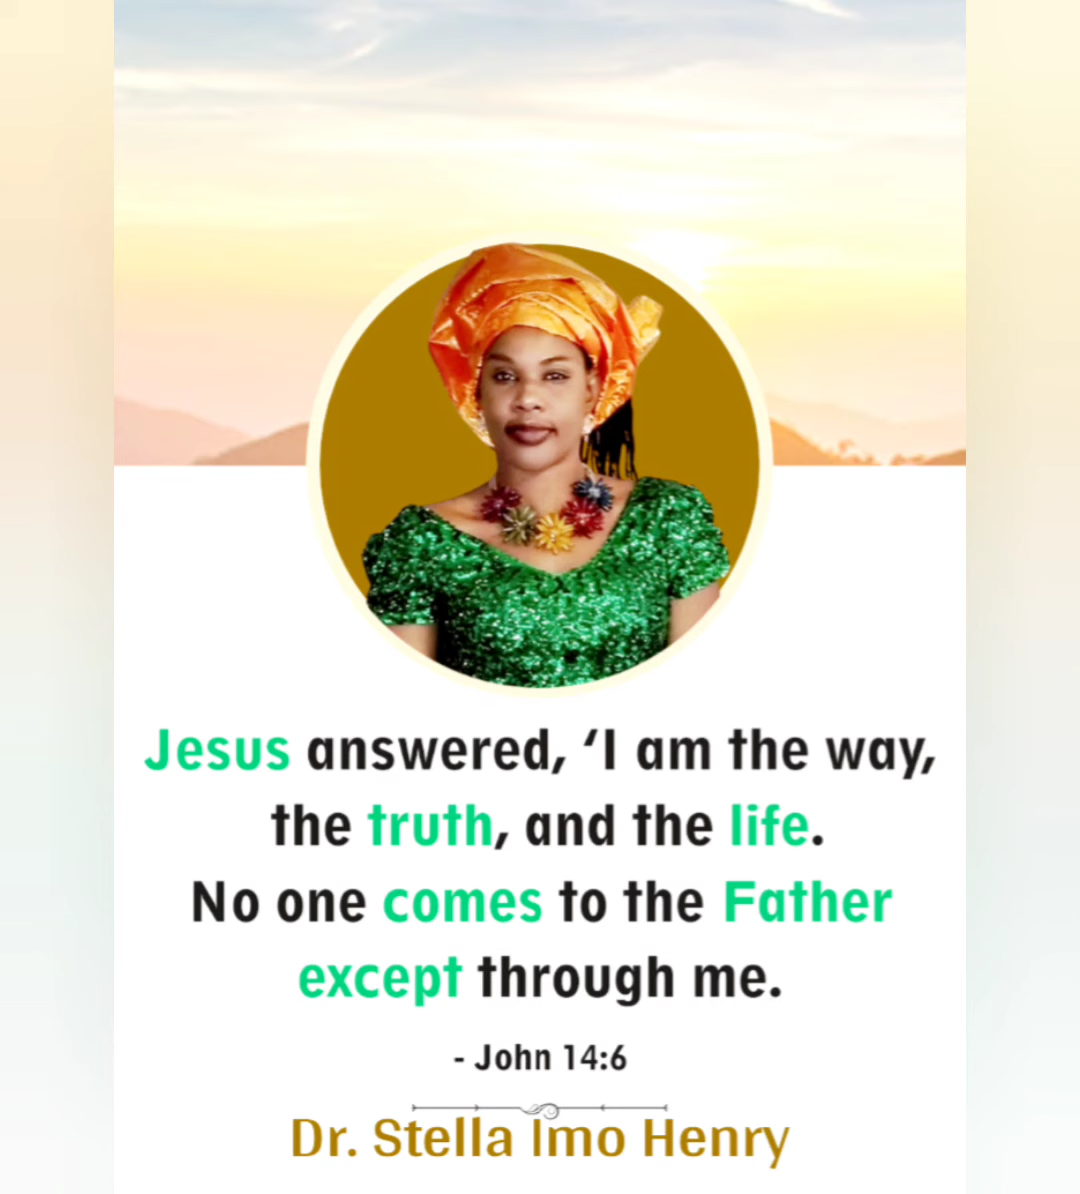 Jesus answered, ‘I am the way,
the truth, and the life.
No one comes to the Father
except through me.
- John 14:6
Dr. Stella Imo Henry